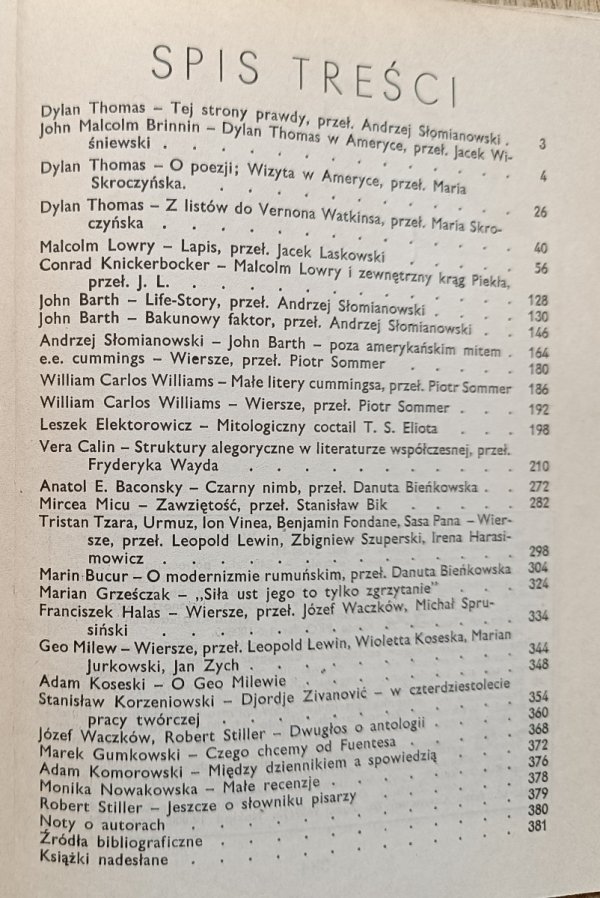 SPIS TREŚCI
Dylan Thomas – Tej strony prawdy, przeł. Andrzej Słomianowski . 3
John Malcolm Brinnin – Dylan Thomas w Ameryce, przeł. Jacek Wi-
śniewski . . . . . . . . . . 4
Dylan Thomas – O poezji; Wizyta w Ameryce, przeł. Maria
Skroczyńska. . . . . . . . . . 26
Dylan Thomas – Z listów do Vernona Watkinsa, przeł. Maria Skro-
czyńska . . . . . . . . . . 40
Malcolm Lowry – Lapis, przeł. Jacek Laskowski . . . . 56
Conrad Knickerbocker – Malcolm Lowry i zewnętrzny krąg Piekła,
przeł. J. L. . . . . . . . . . 128
John Barth – Life-Story, przeł. Andrzej Słomianowski . . . 130
John Barth – Bakunowy faktor, przeł. Andrzej Słomianowski . . 146
Andrzej Słomianowski – John Barth – poza amerykańskim mitem . 164
e.e. cummings – Wiersze, przeł. Piotr Sommer . . . . . 180
William Carlos Williams – Małe litery cummingsa, przeł. Piotr Sommer 186
William Carlos Williams – Wiersze, przeł. Piotr Sommer . . . 192
Leszek Elektorowicz – Mitologiczny coctail T. S. Eliota . . . 198
Vera Calin – Struktury alegoryczne w literaturze współczesnej, przeł.
Fryderyka Wayda . . . . . . . . 210
Anatol E. Baconsky – Czarny nimb, przeł. Danuta Bieńkowska . . 272
Mircea Micu – Zawziętość, przeł. Stanisław Bik . . . . . 282
Tristan Tzara, Urmuz, Ion Vinea, Benjamin Fondane, Sasa Pana – Wier-
sze, przeł. Leopold Lewin, Zbigniew Szuperski, Irena Harasi-
mowicz . . . . . . . . . . 298
Marin Bucur – O modernizmie rumuńskim, przeł. Danuta Bieńkowska 304
Marian Grześczak – „Siła ust jego to tylko zgrzytanie” . . . 324
Franciszek Halas – Wiersze, przeł. Józef Waczków, Michał Spru-
siński . . . . . . . . . . 334
Geo Milew – Wiersze, przeł. Leopold Lewin, Wioletta Koseska, Marian
Jurkowski, Jan Zych . . . . . . . . 344
Adam Koseski – O Geo Milewie . . . . . . . 348
Stanisław Korzeniowski – Djordje Zivanović – w czterdziestolecie
pracy twórczej . . . . . . . . 354
Józef Waczków, Robert Stiller – Dwugłos o antologii . . . . 360
Marek Gumkowski – Czego chcemy od Fuentesa . . . . 368
Adam Komorowski – Między dziennikiem a spowiedzią . . . 372
Monika Nowakowska – Małe recenzje . . . . . . 376
Robert Stiller – Jeszcze o słowniku pisarzy . . . . . 378
Noty o autorach . . . . . . . . . 379
Źródła bibliograficzne . . . . . . . . 380
Książki nadesłane . . . . . . . . . 381